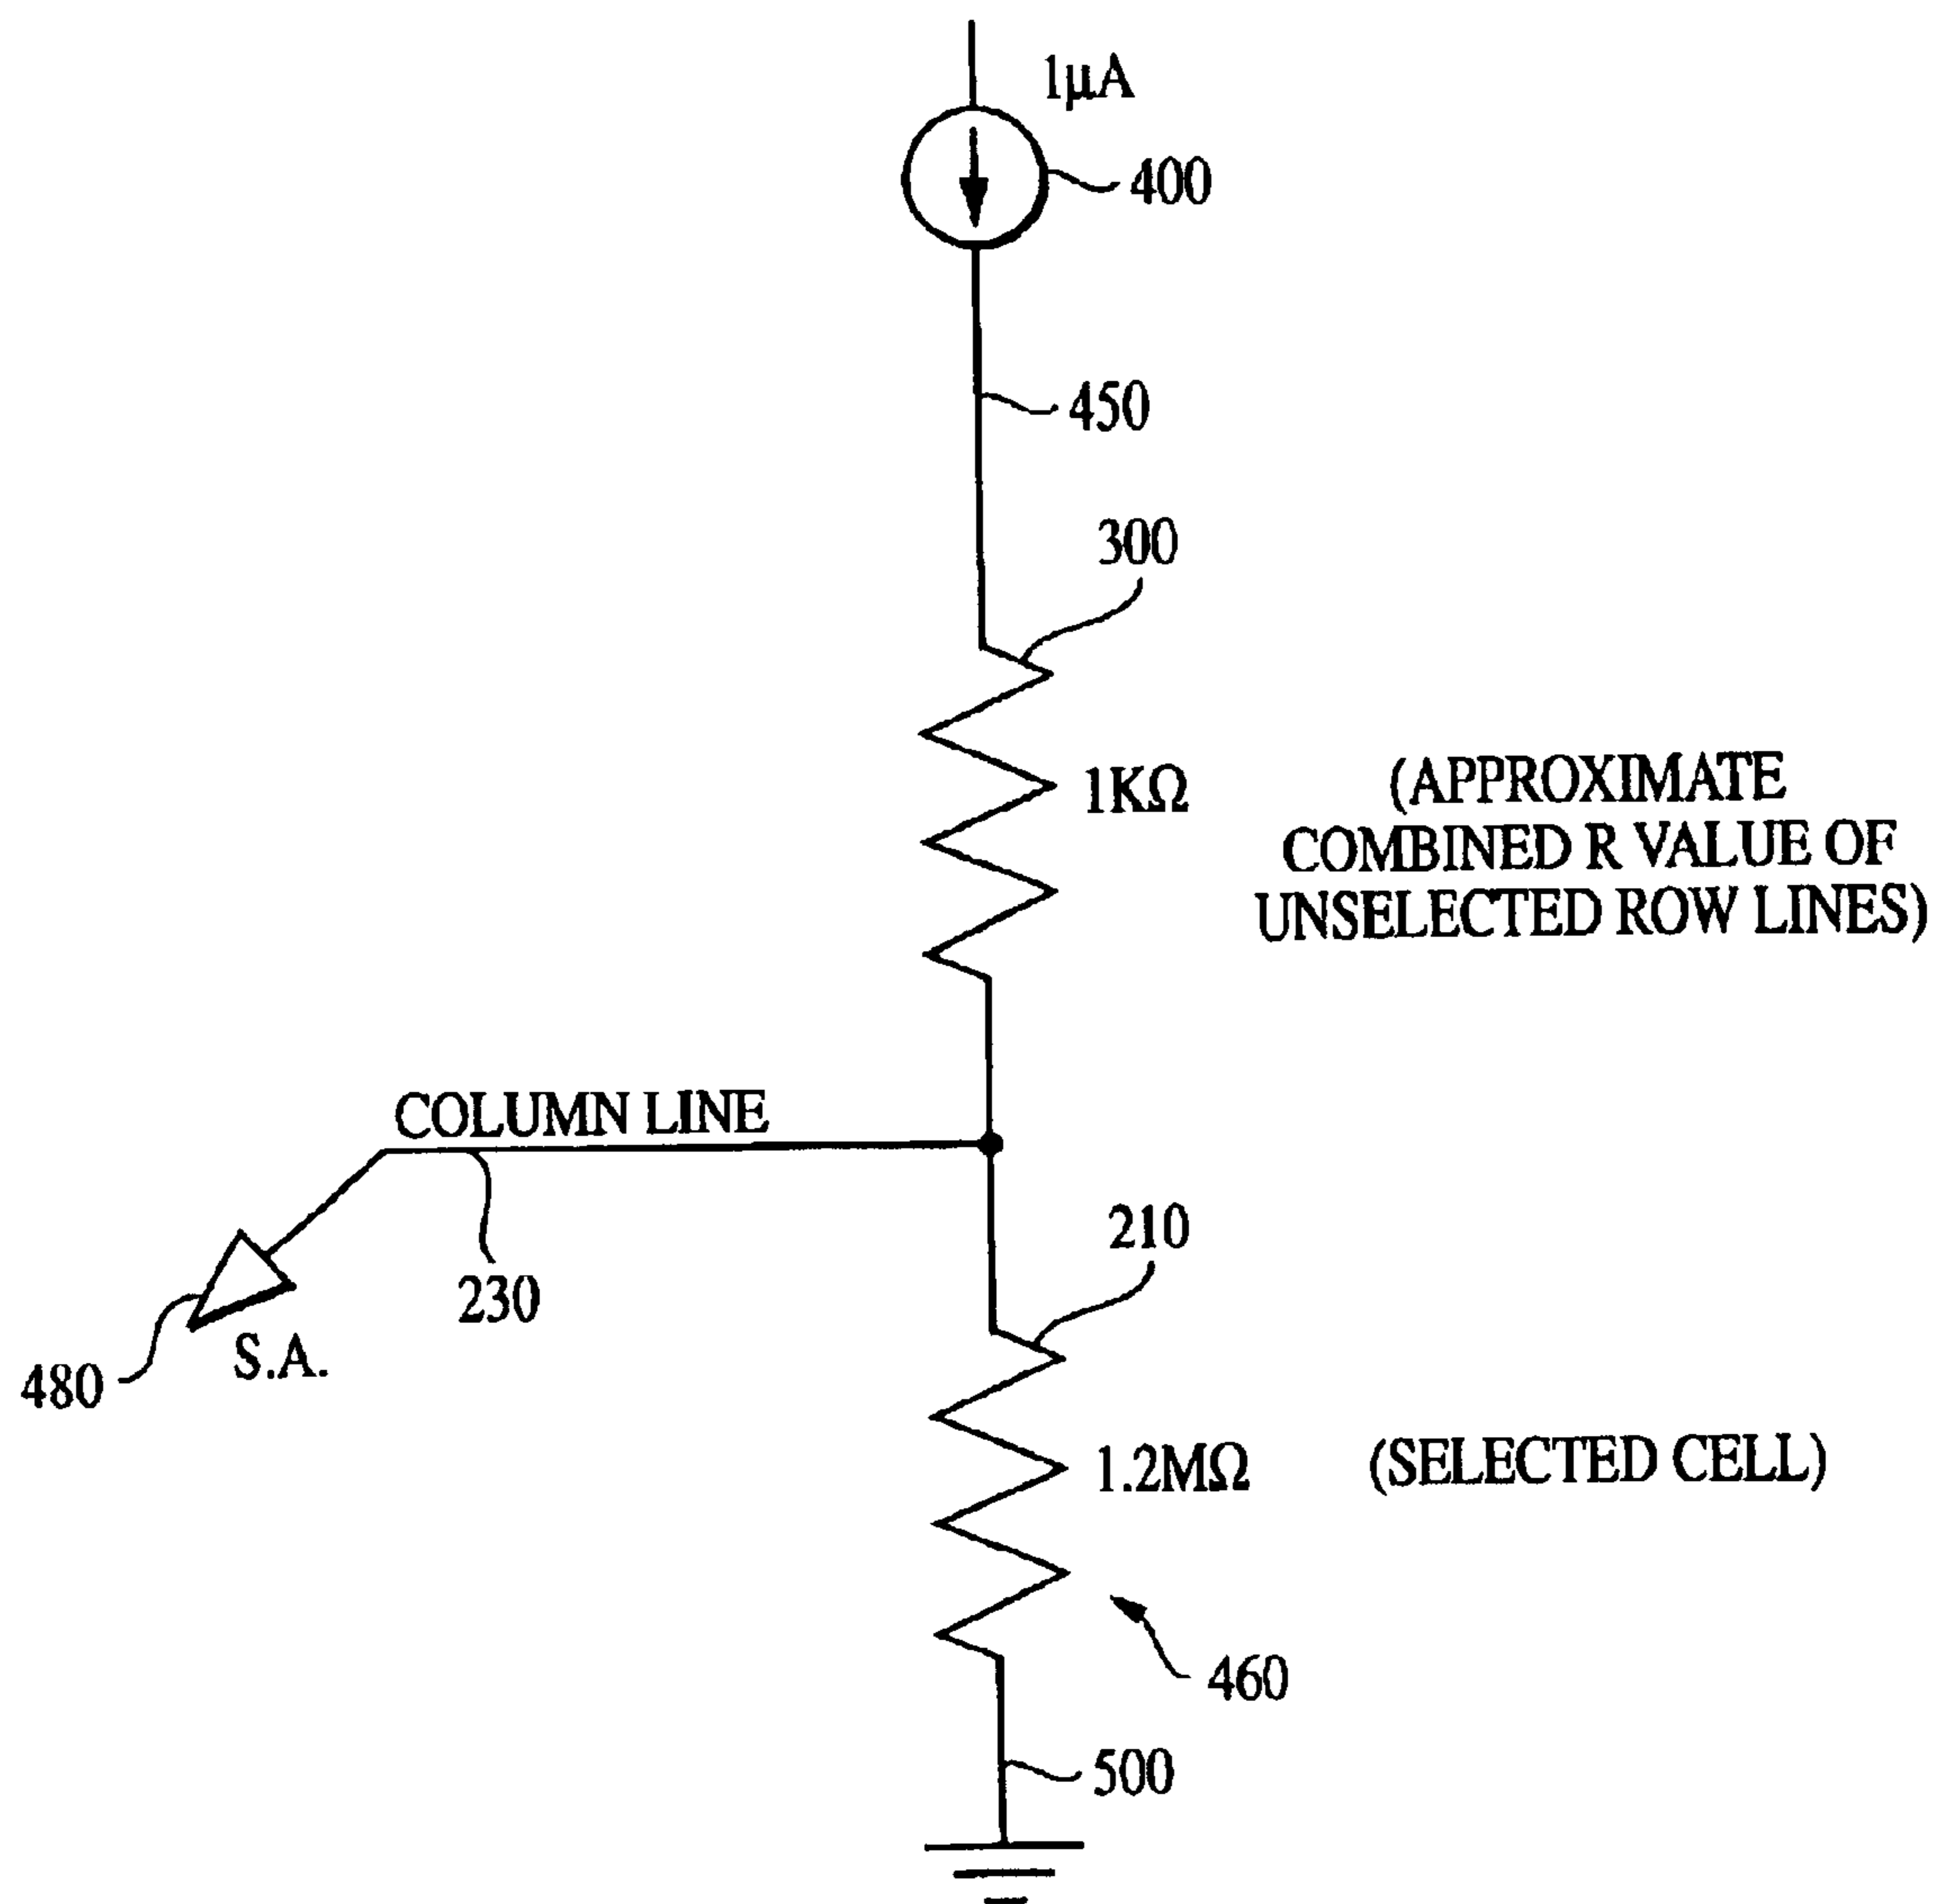 1μA
400
450
300
1KΩ
(APPROXIMATE
COMBINED R VALUE OF
UNSELECTED ROW LINES)
COLUMN LINE
230
480
S.A.
210
1.2MΩ
(SELECTED CELL)
460
500